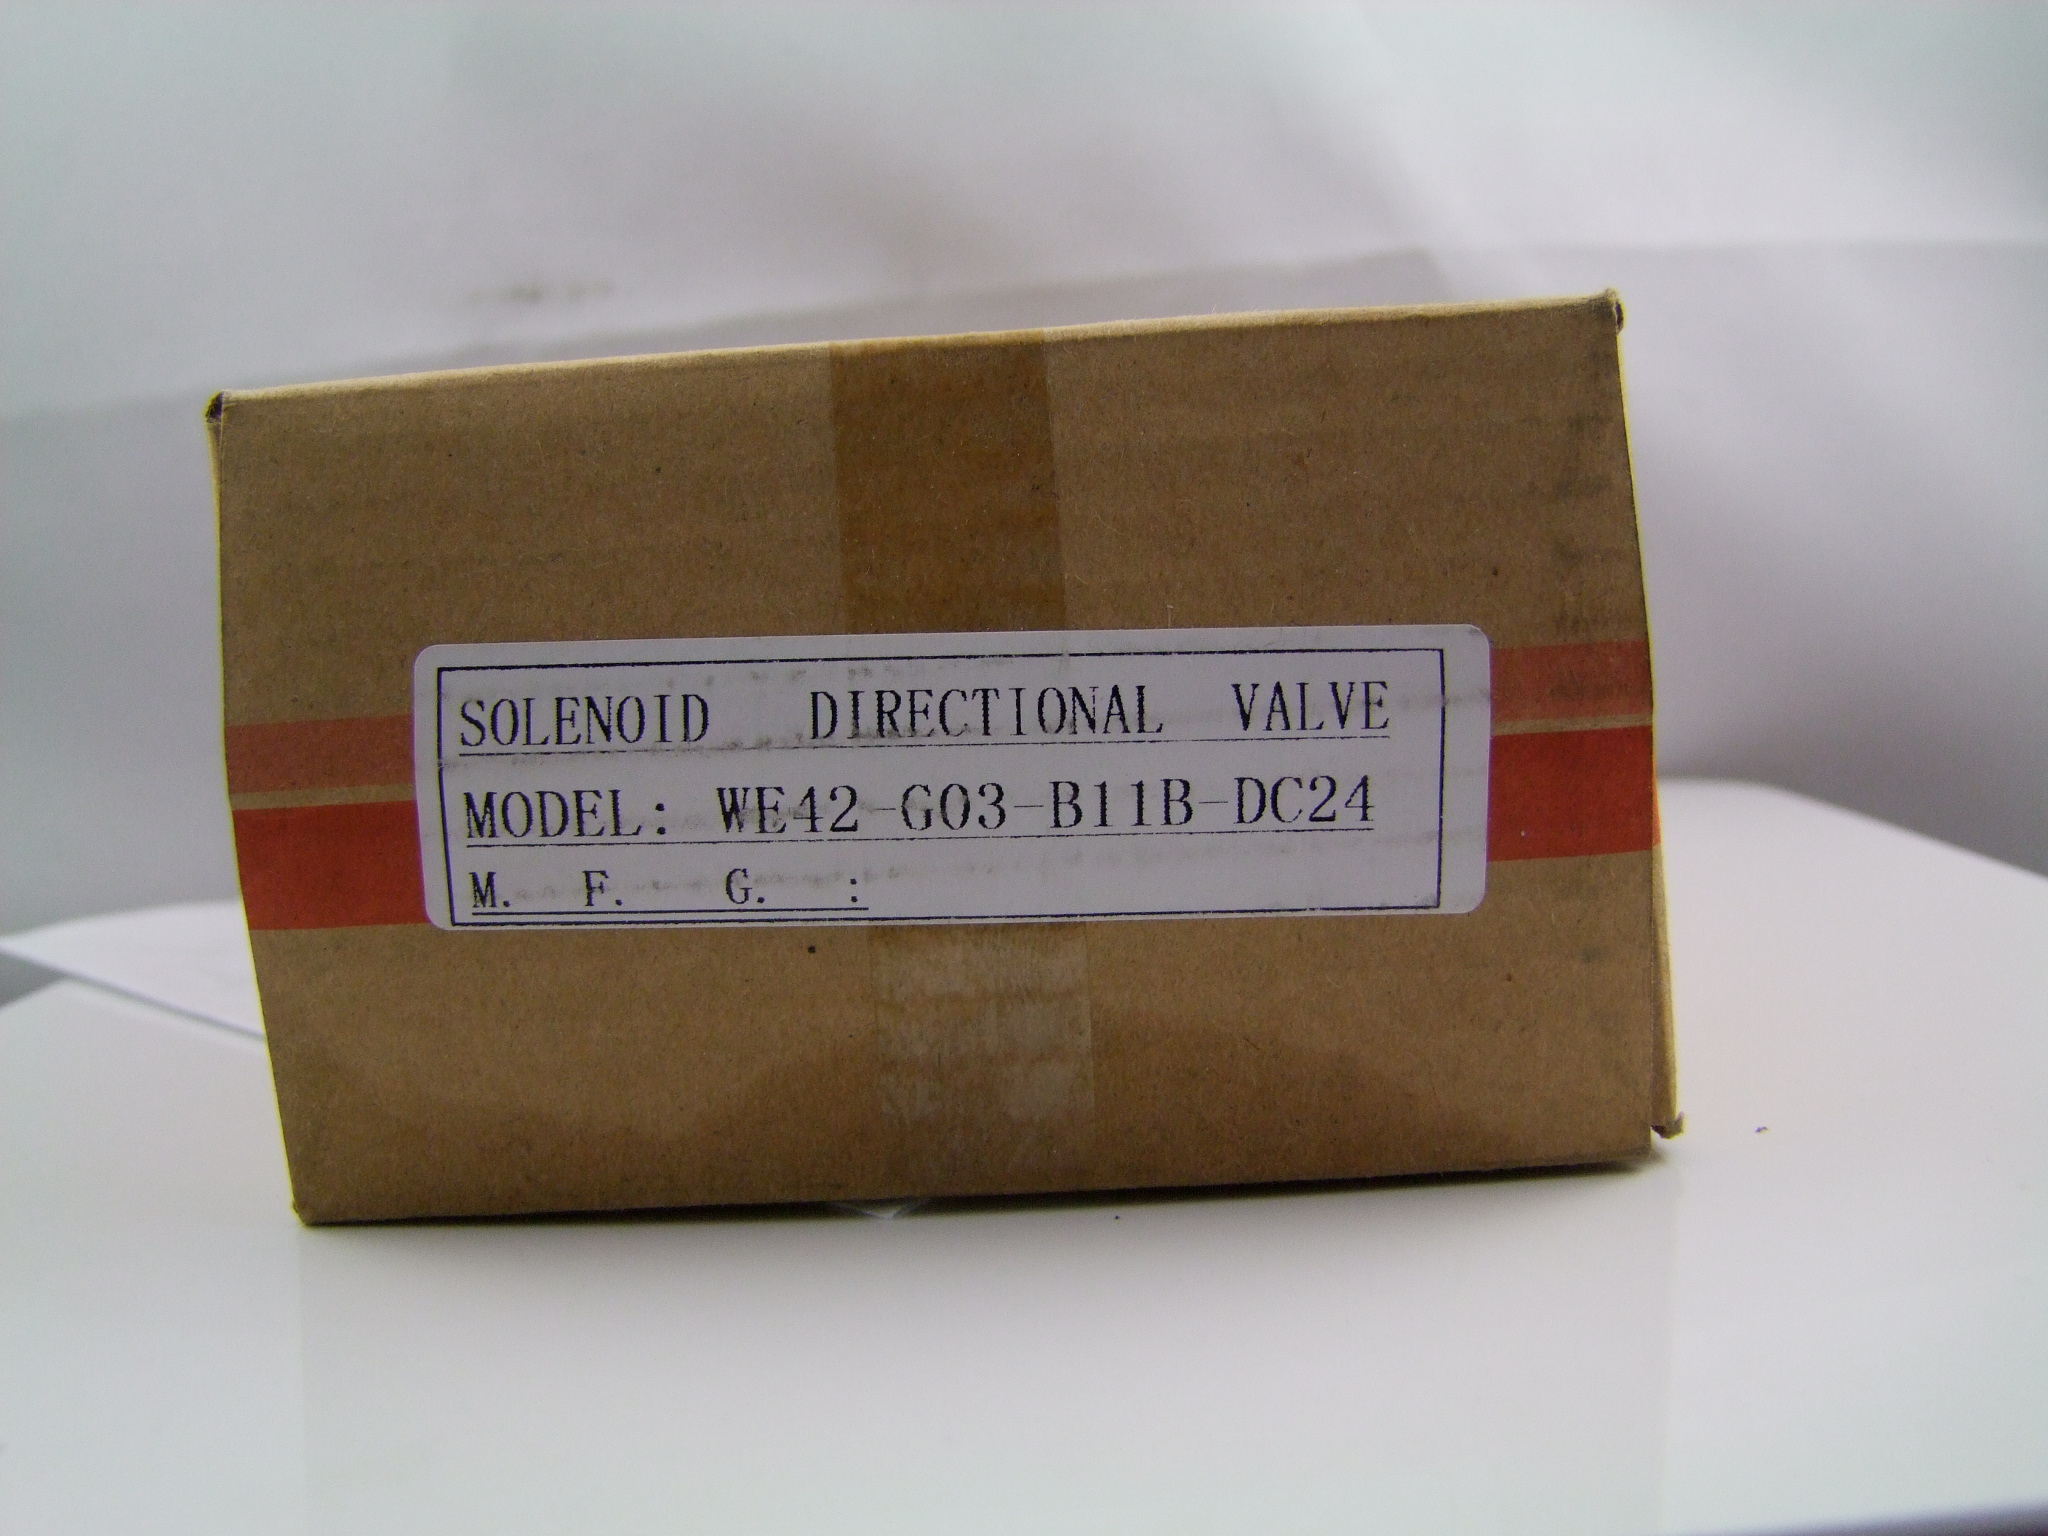 SOLENOID DIRECTIONAL VALVE
MODEL: WE42-G03-B11B-DC24
M. F. G. :